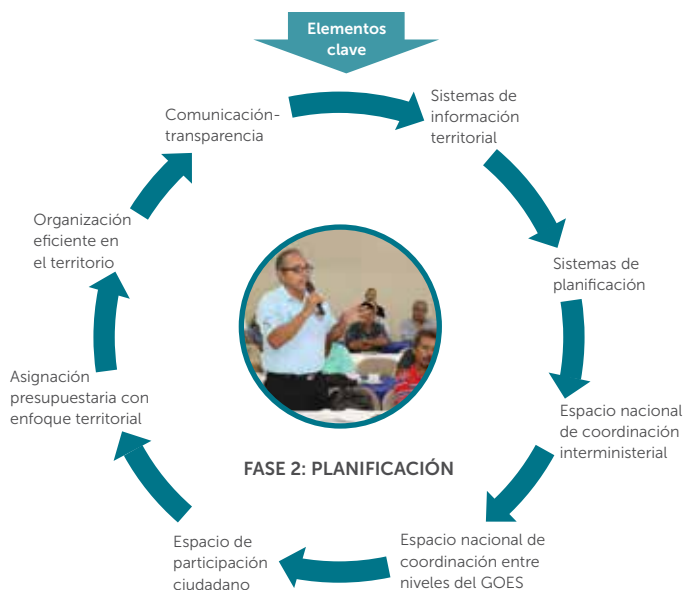 Elementos
clave
Sistemas de
información
territorial
Sistemas de
planificación
Espacio nacional
de coordinación
interministerial
Espacio nacional de
coordinación entre
niveles del GOES
Espacio de
participación
ciudadano
Asignación
presupuestaria con
enfoque territorial
Organización
eficiente en
el territorio
Comunicación-
transparencia
FASE 2: PLANIFICACIÓN